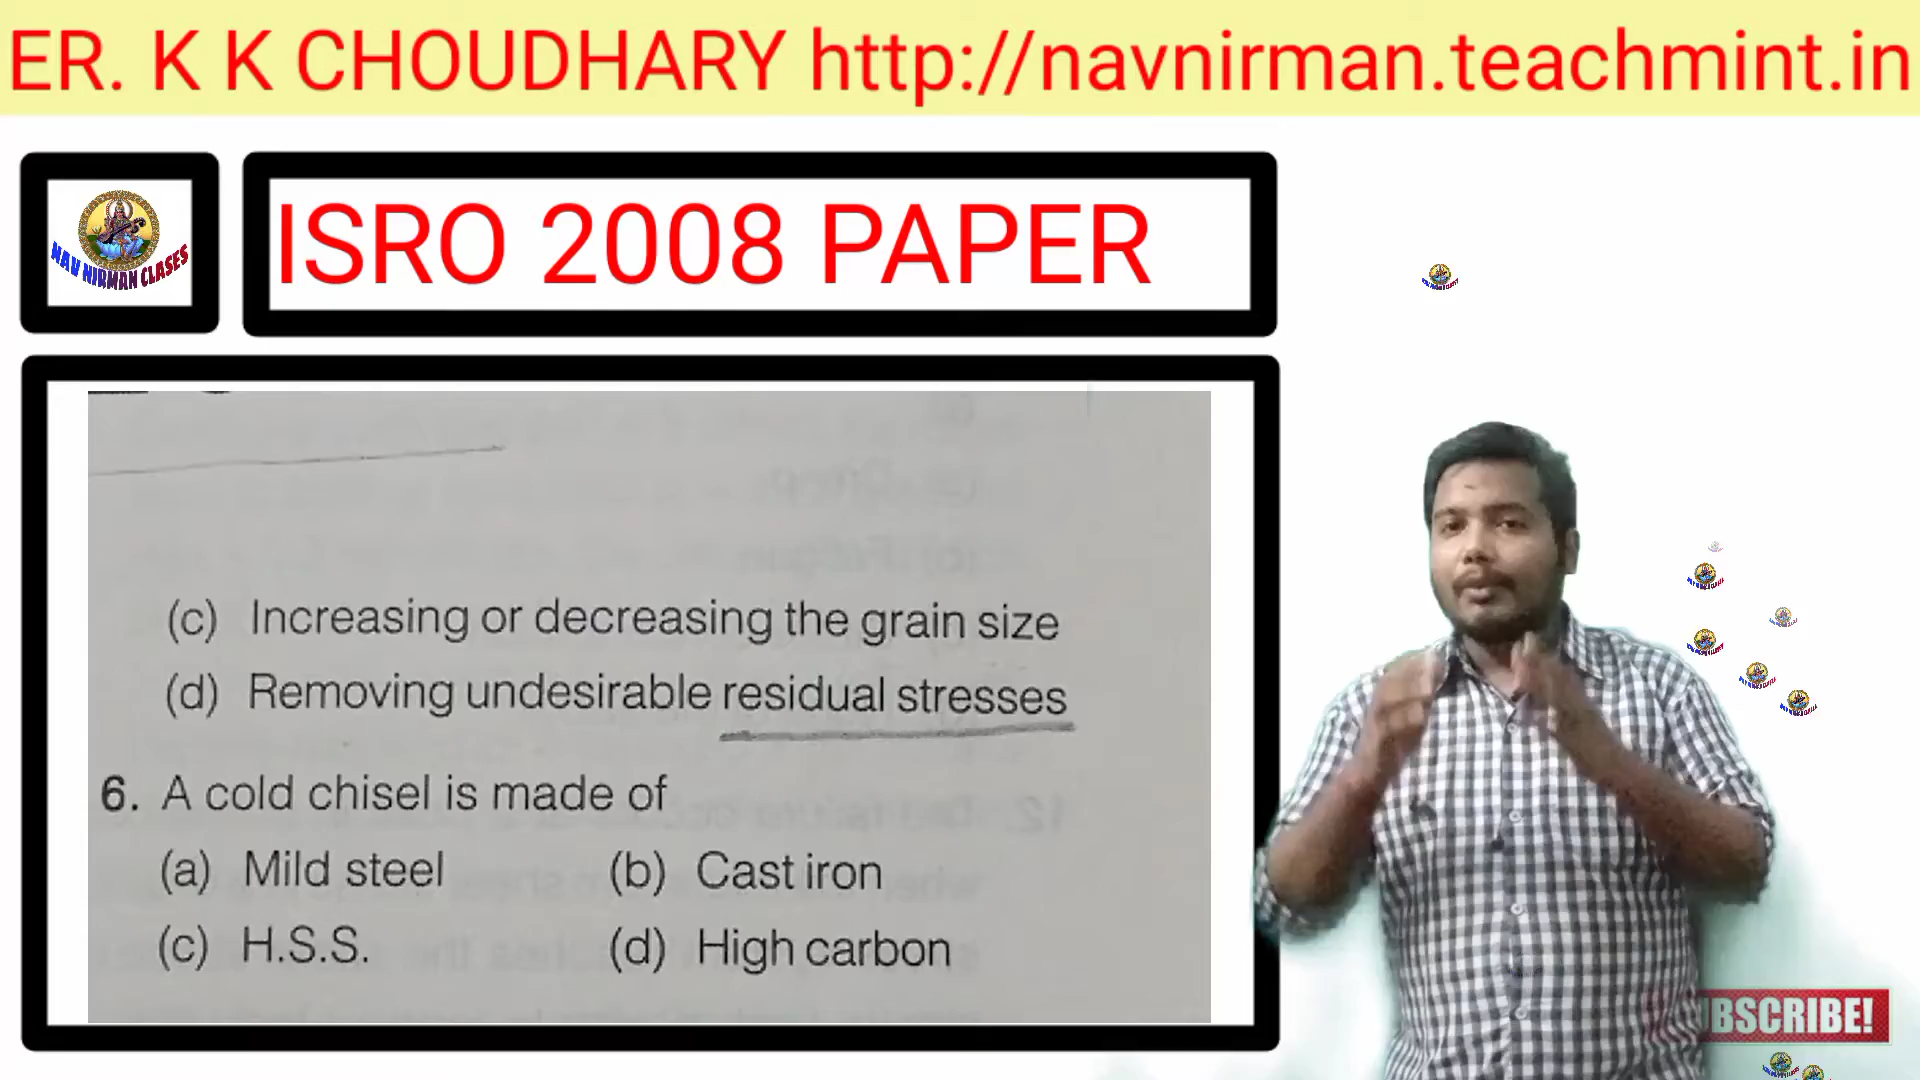 ER. K K CHOUDHARY http://navnirman.teachmint.in
NAV NIRMAN CLASES
ISRO 2008 PAPER
(c) Increasing or decreasing the grain size
(d) Removing undesirable residual stresses
6. A cold chisel is made of
(a) Mild steel (b) Cast iron
(c) H.S.S. (d) High carbon
UBSCRIBE!